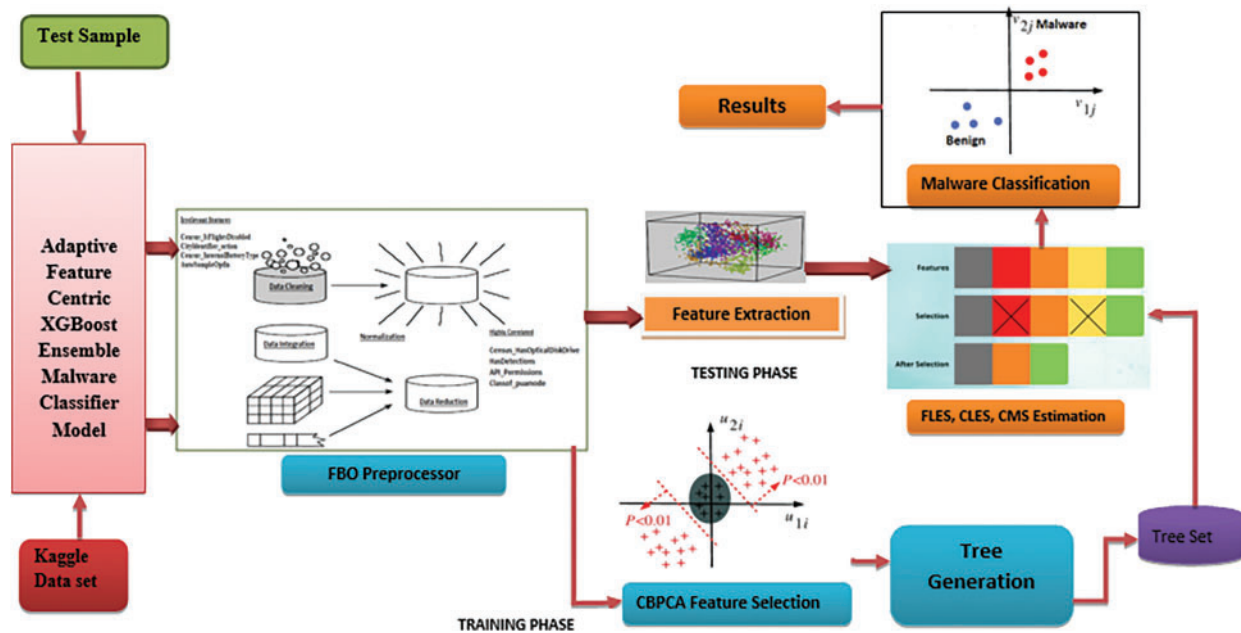 Test Sample
Adaptive
Feature
Centric
XGBoost
Ensemble
Malware
Classifier
Model
Kaggle
Data set
Data Cleaning
Normalization
Data Integration
Data Reduction
Highly Correlated
Census_HasOpticalDiskDrive
HasDetections
API_Permissions
Classof_puamode
FBO Preprocessor
Feature Extraction
TESTING PHASE
Results
v2j Malware
v1j
Benign
Malware Classification
Features
Selection
After Selection
FLES, CLES, CMS Estimation
u2i
P<0.01
u1i
P<0.01
CBPCA Feature Selection
TRAINING PHASE
Tree
Generation
Tree Set